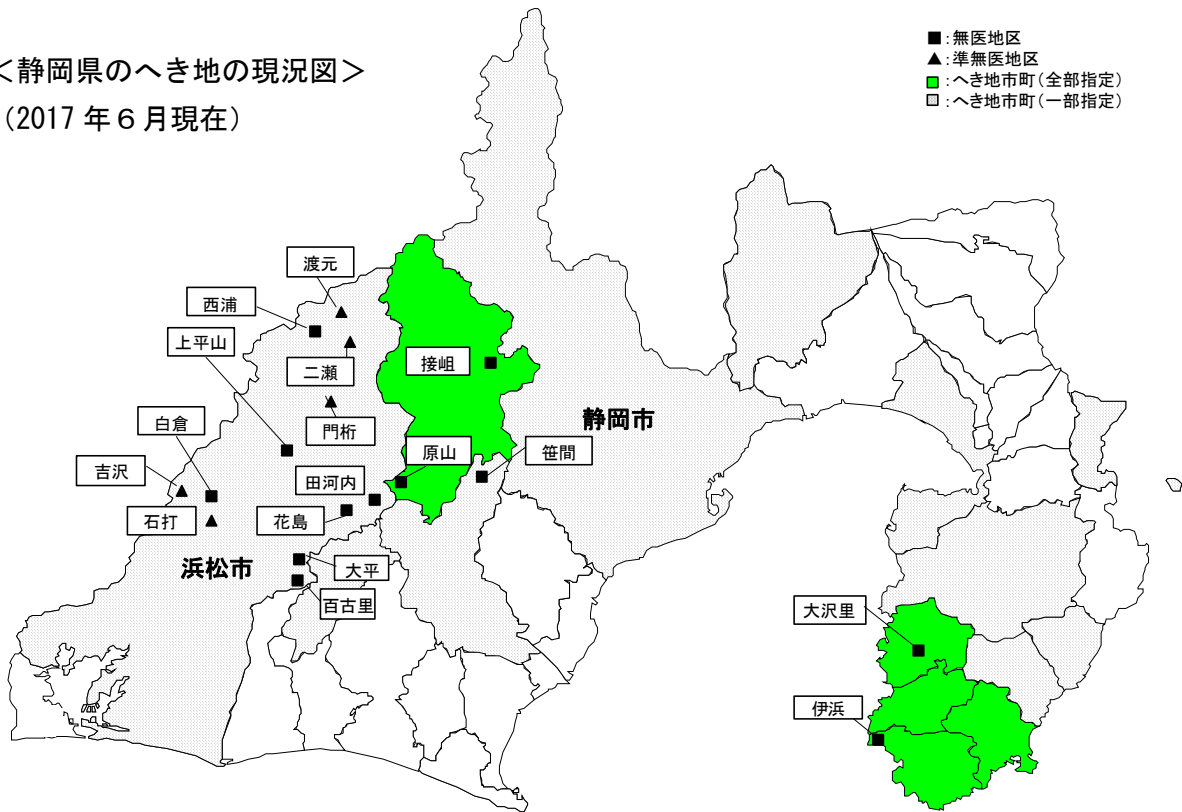 ＜静岡県のへき地の現況図＞
（2017年６月現在）
■：無医地区
▲：準無医地区
■：へき地市町（全部指定）
□：へき地市町（一部指定）
渡元
西浦
上平山
二瀬
接岨
門桁
静岡市
白倉
原山
笹間
吉沢
田河内
石打
花島
浜松市
大平
百古里
大沢里
伊浜